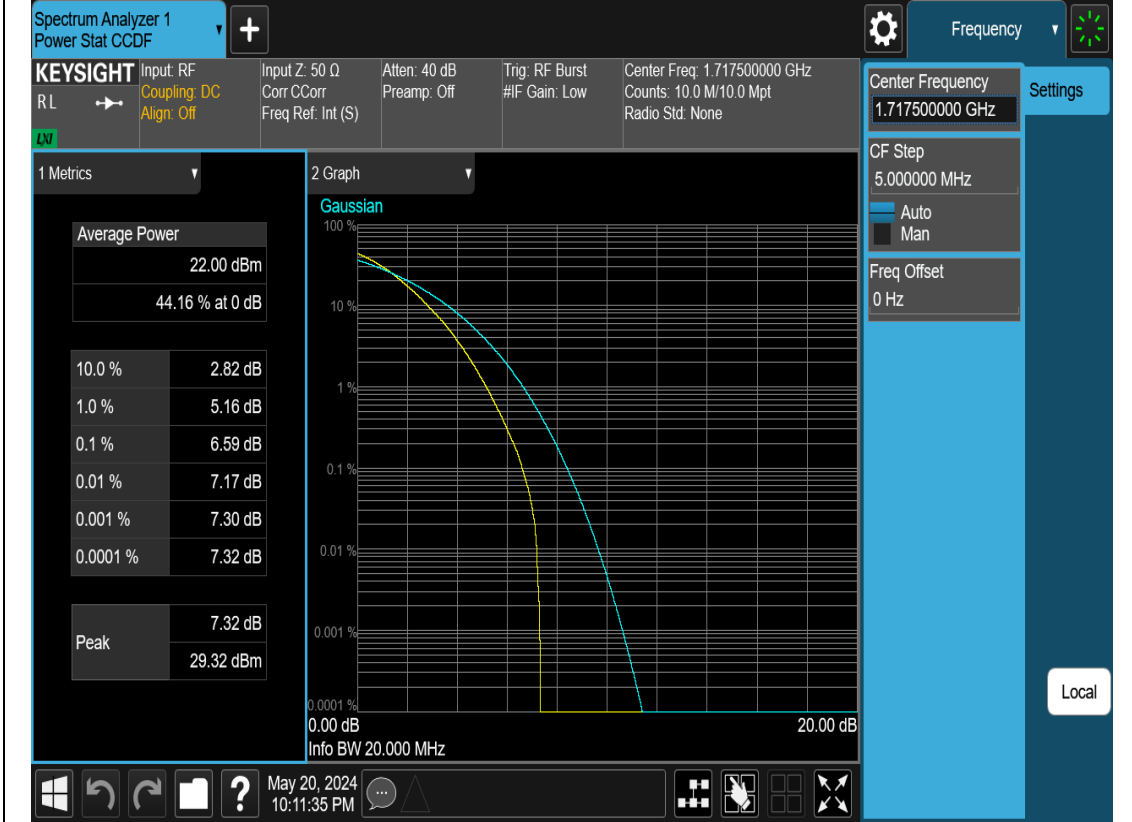 Spectrum Analyzer 1
Power Stat CCDF
Frequency
KEYSIGHT
RL
LXI
Input: RF
Coupling: DC
Align: Off
Input Z: 50 Ω
Corr CCorr
Freq Ref: Int (S)
Atten: 40 dB
Preamp: Off
Trig: RF Burst
#IF Gain: Low
Center Freq: 1.717500000 GHz
Counts: 10.0 M/10.0 Mpt
Radio Std: None
Center Frequency
1.717500000 GHz
Settings
CF Step
5.000000 MHz
Auto
Man
Freq Offset
0 Hz
1 Metrics
Average Power
22.00 dBm
44.16 % at 0 dB
10.0 % 2.82 dB
1.0 % 5.16 dB
0.1 % 6.59 dB
0.01 % 7.17 dB
0.001 % 7.30 dB
0.0001 % 7.32 dB
Peak
7.32 dB
29.32 dBm
2 Graph
Gaussian
100 %
10 %
1 %
0.1 %
0.01 %
0.001 %
0.0001 %
0.00 dB 20.00 dB
Info BW 20.000 MHz
Local
May 20, 2024
10:11:35 PM